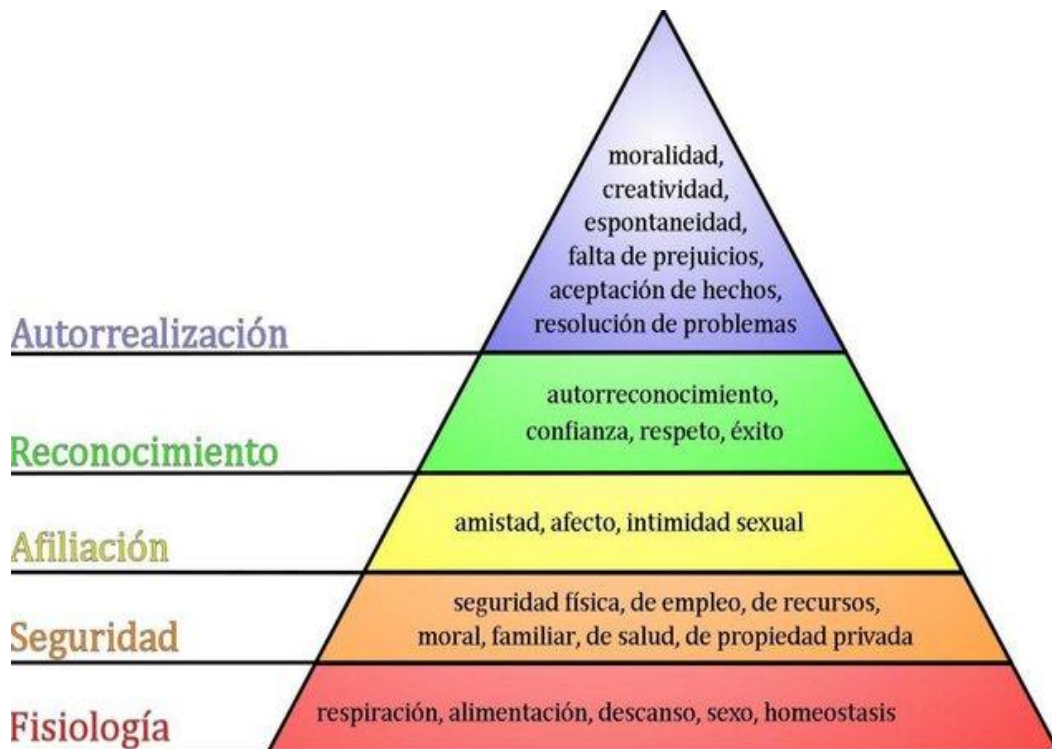 moralidad,
creatividad,
espontaneidad,
falta de prejuicios,
aceptación de hechos,
resolución de problemas
Autorrealización
autorreconocimiento,
confianza, respeto, éxito
Reconocimiento
amistad, afecto, intimidad sexual
Afiliación
seguridad física, de empleo, de recursos,
moral, familiar, de salud, de propiedad privada
Seguridad
respiración, alimentación, descanso, sexo, homeostasis
Fisiología